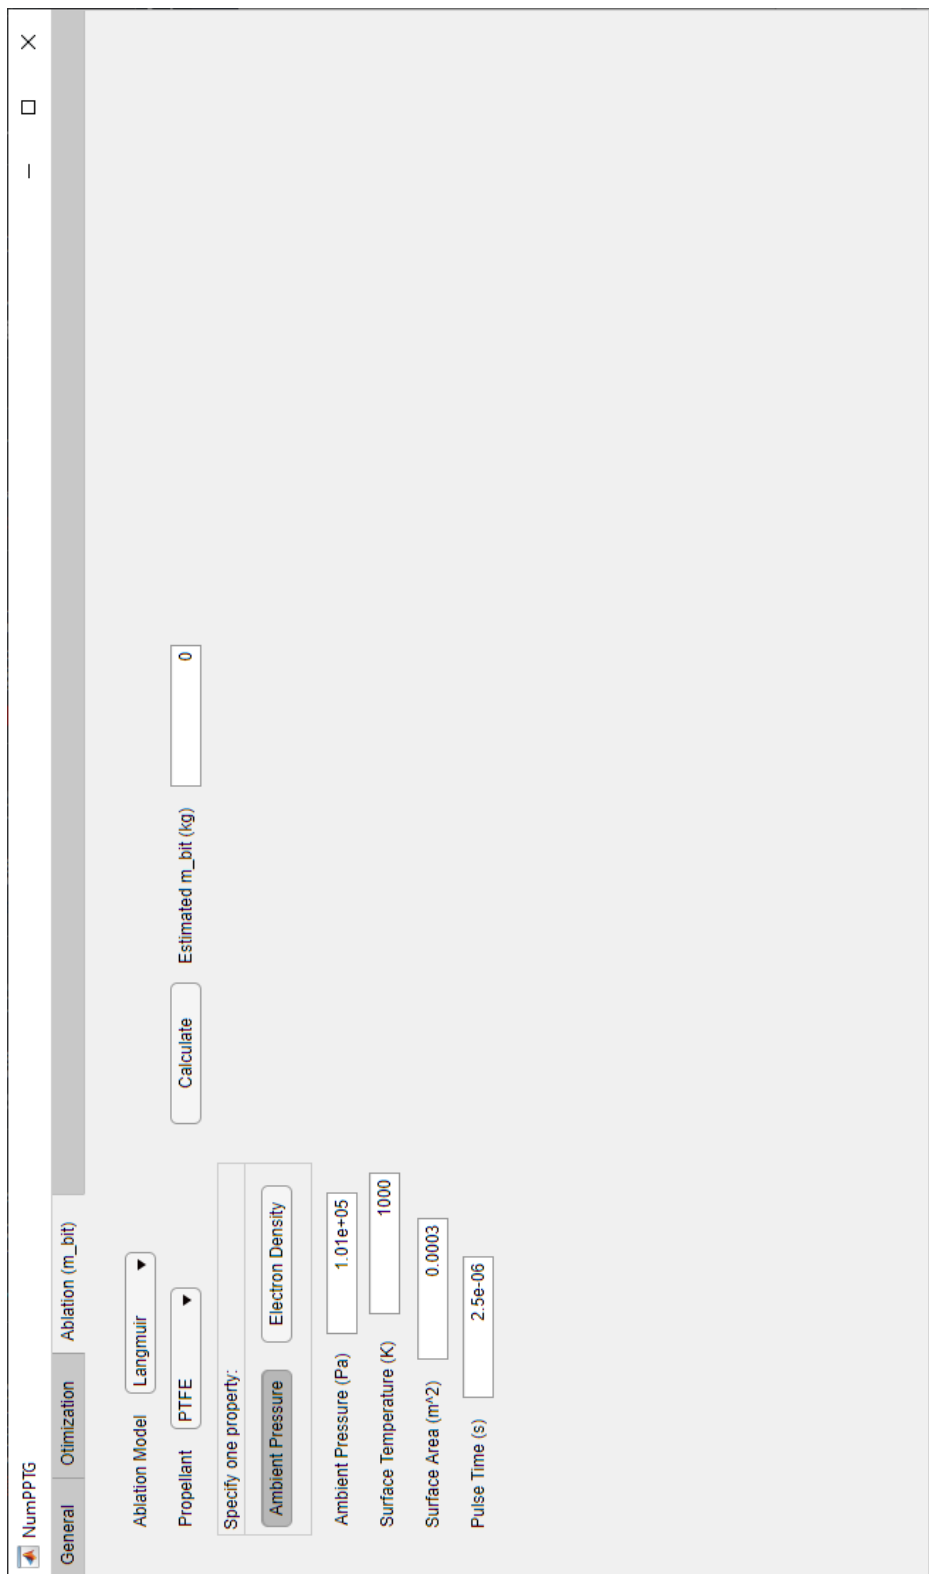 NumPPTG
General Otimization Ablation (m_bit)
Ablation Model Langmuir
Propellant PTFE Calculate Estimated m_bit (kg) 0
Specify one property:
Ambient Pressure Electron Density
Ambient Pressure (Pa) 1.01e+05
Surface Temperature (K) 1000
Surface Area (m^2) 0.0003
Pulse Time (s) 2.5e-06